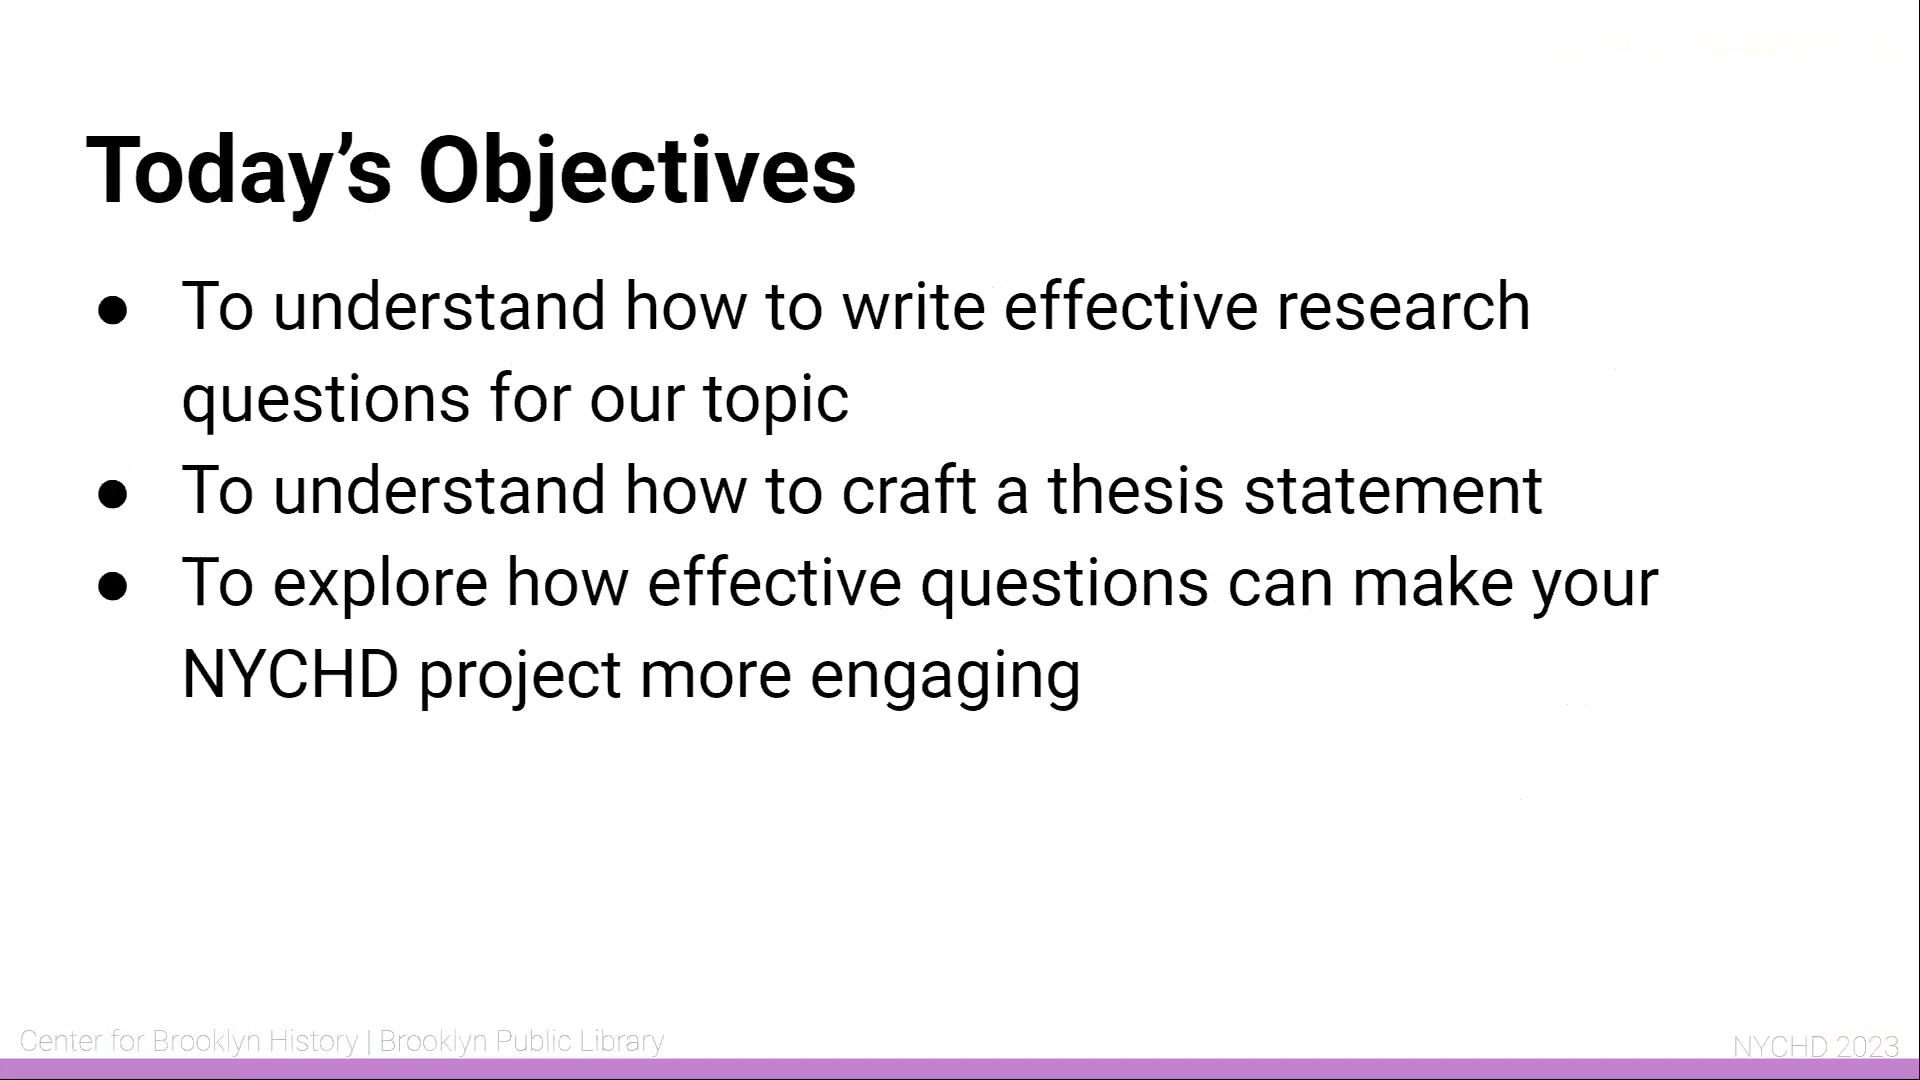 Today’s Objectives
● To understand how to write effective research
questions for our topic
● To understand how to craft a thesis statement
● To explore how effective questions can make your
NYCHD project more engaging
Center for Brooklyn History | Brooklyn Public Library
NYCHD 2023